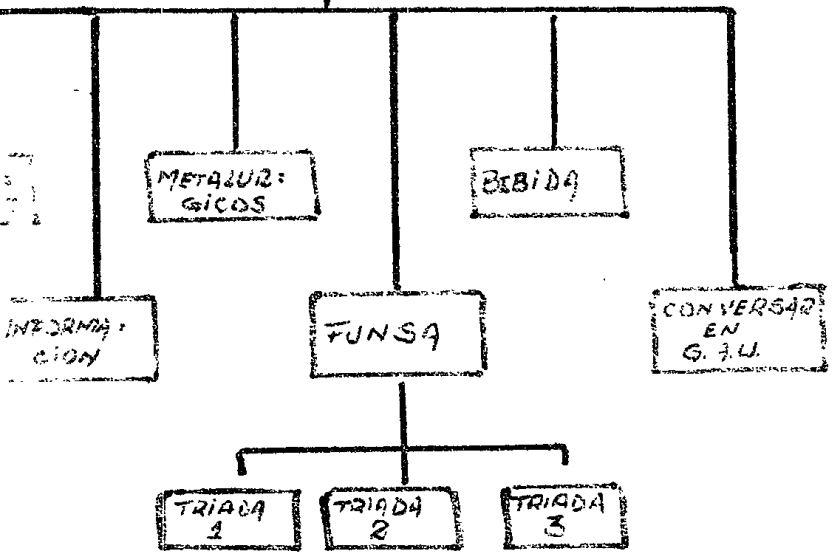 METALUR=
GICOS
BEBIDA
INFORMA=
CION
FUNSA
CONVERSAR
EN
TRIADA
1
TRIADA
2
TRIADA
3